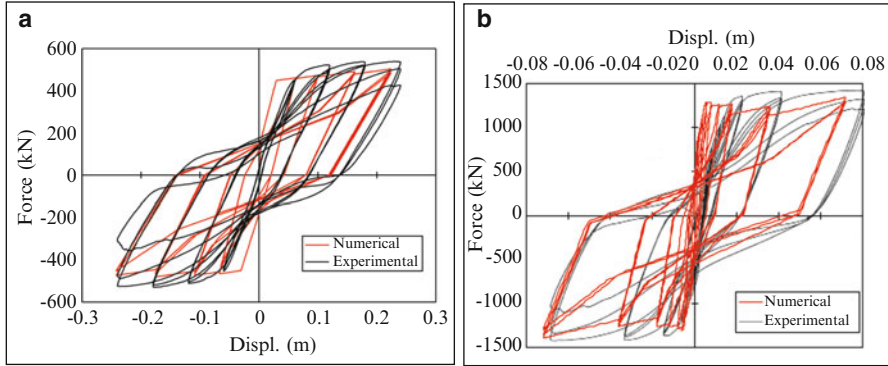 a
600
400
200
0
-200
-400
-600
Force (kN)
-0.3 -0.2 -0.1 0 0.1 0.2 0.3
Displ. (m)
Numerical
Experimental
b
Displ. (m)
-0.08 -0.06 -0.04 -0.020 0.02 0.04 0.06 0.08
1500
1000
500
0
-500
-1000
-1500
Force (kN)
Numerical
Experimental